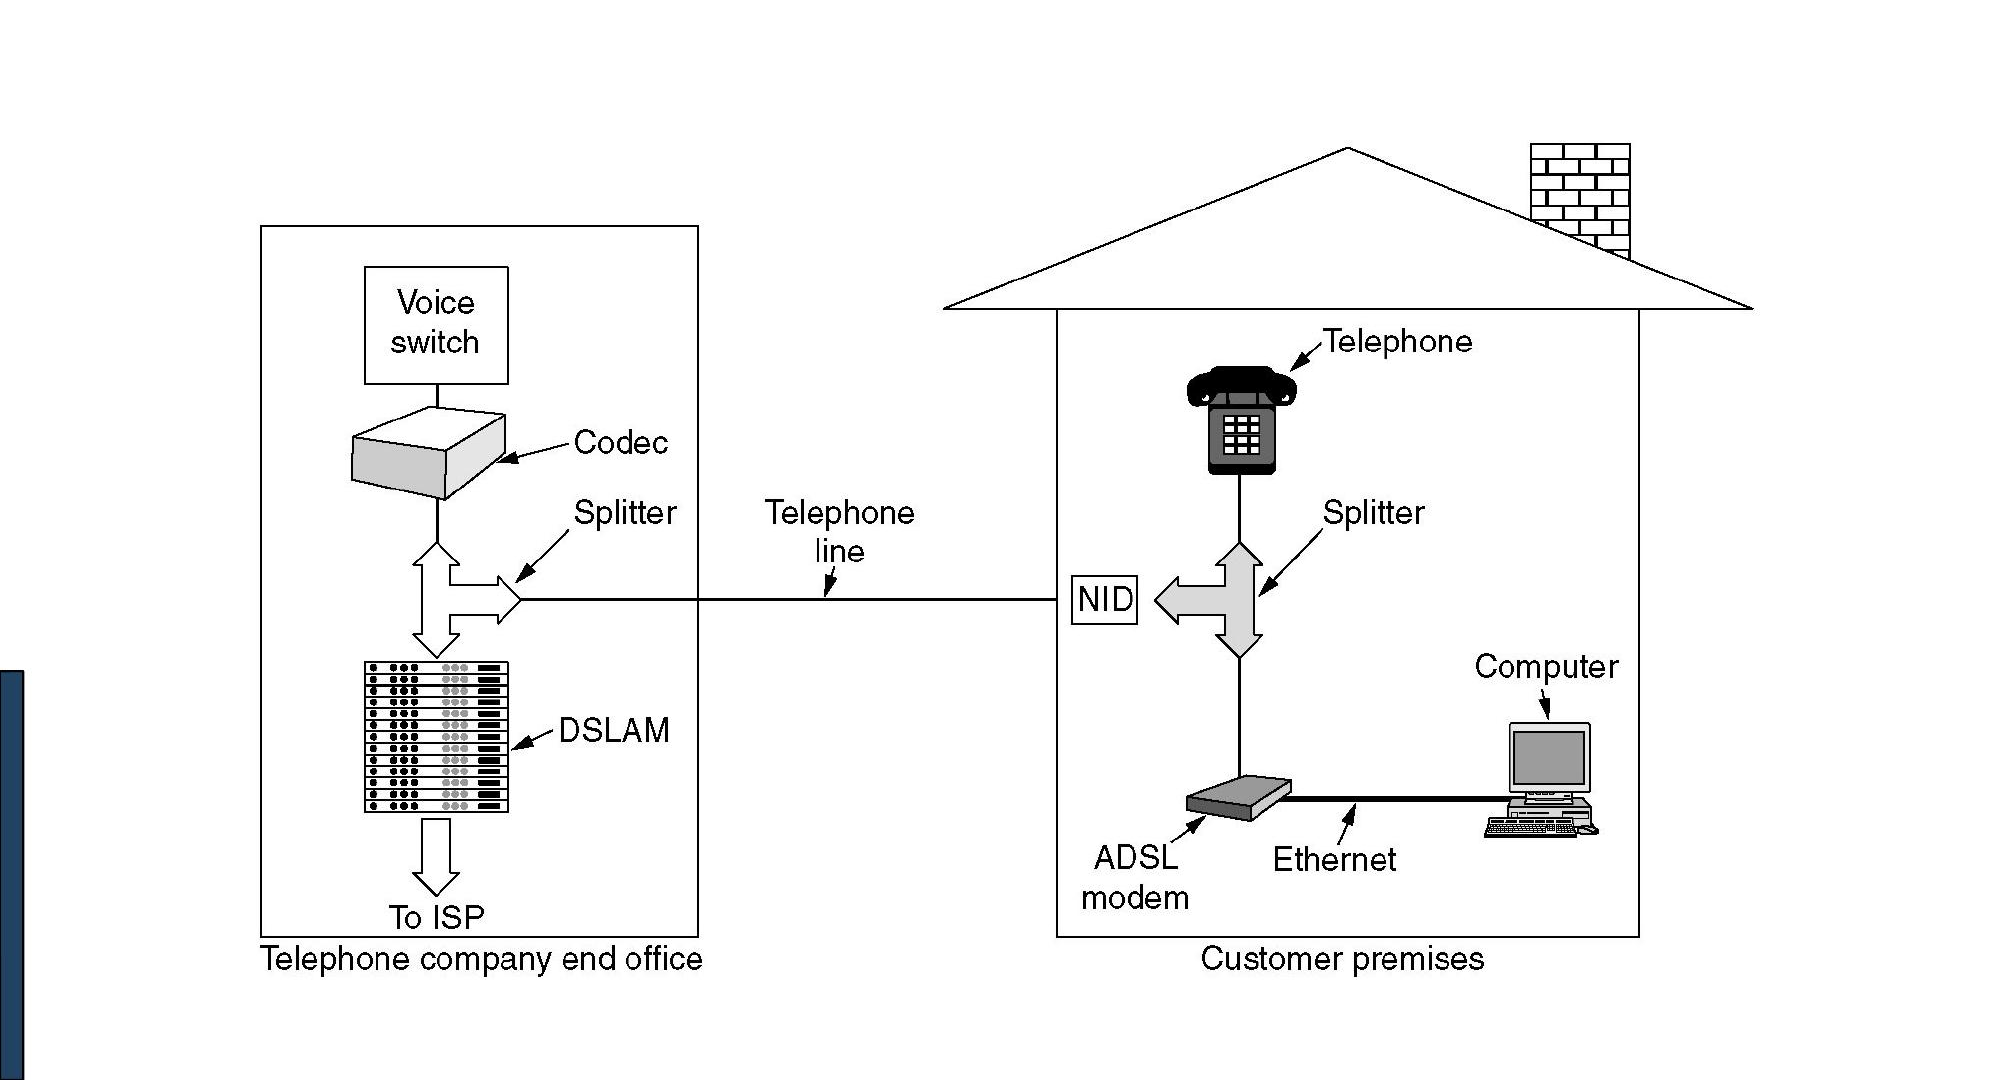 Voice
switch
Codec
Splitter
DSLAM
To ISP
Telephone company end office
Telephone
line
NID
Telephone
Splitter
Computer
ADSL
modem
Ethernet
Customer premises